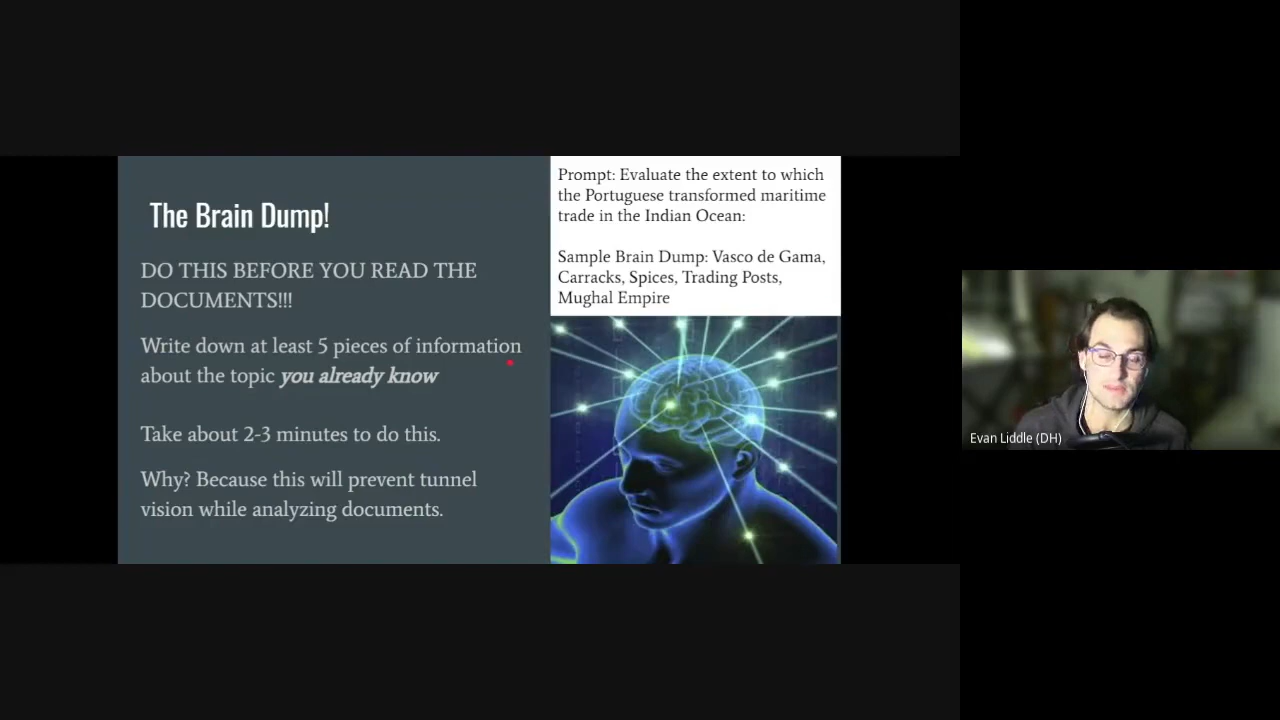 The Brain Dump!
DO THIS BEFORE YOU READ THE
DOCUMENTS!!!
Write down at least 5 pieces of information
about the topic you already know
Take about 2-3 minutes to do this.
Why? Because this will prevent tunnel
vision while analyzing documents.
Prompt: Evaluate the extent to which
the Portuguese transformed maritime
trade in the Indian Ocean:
Sample Brain Dump: Vasco de Gama,
Carracks, Spices, Trading Posts,
Mughal Empire
Evan Liddle (DH)